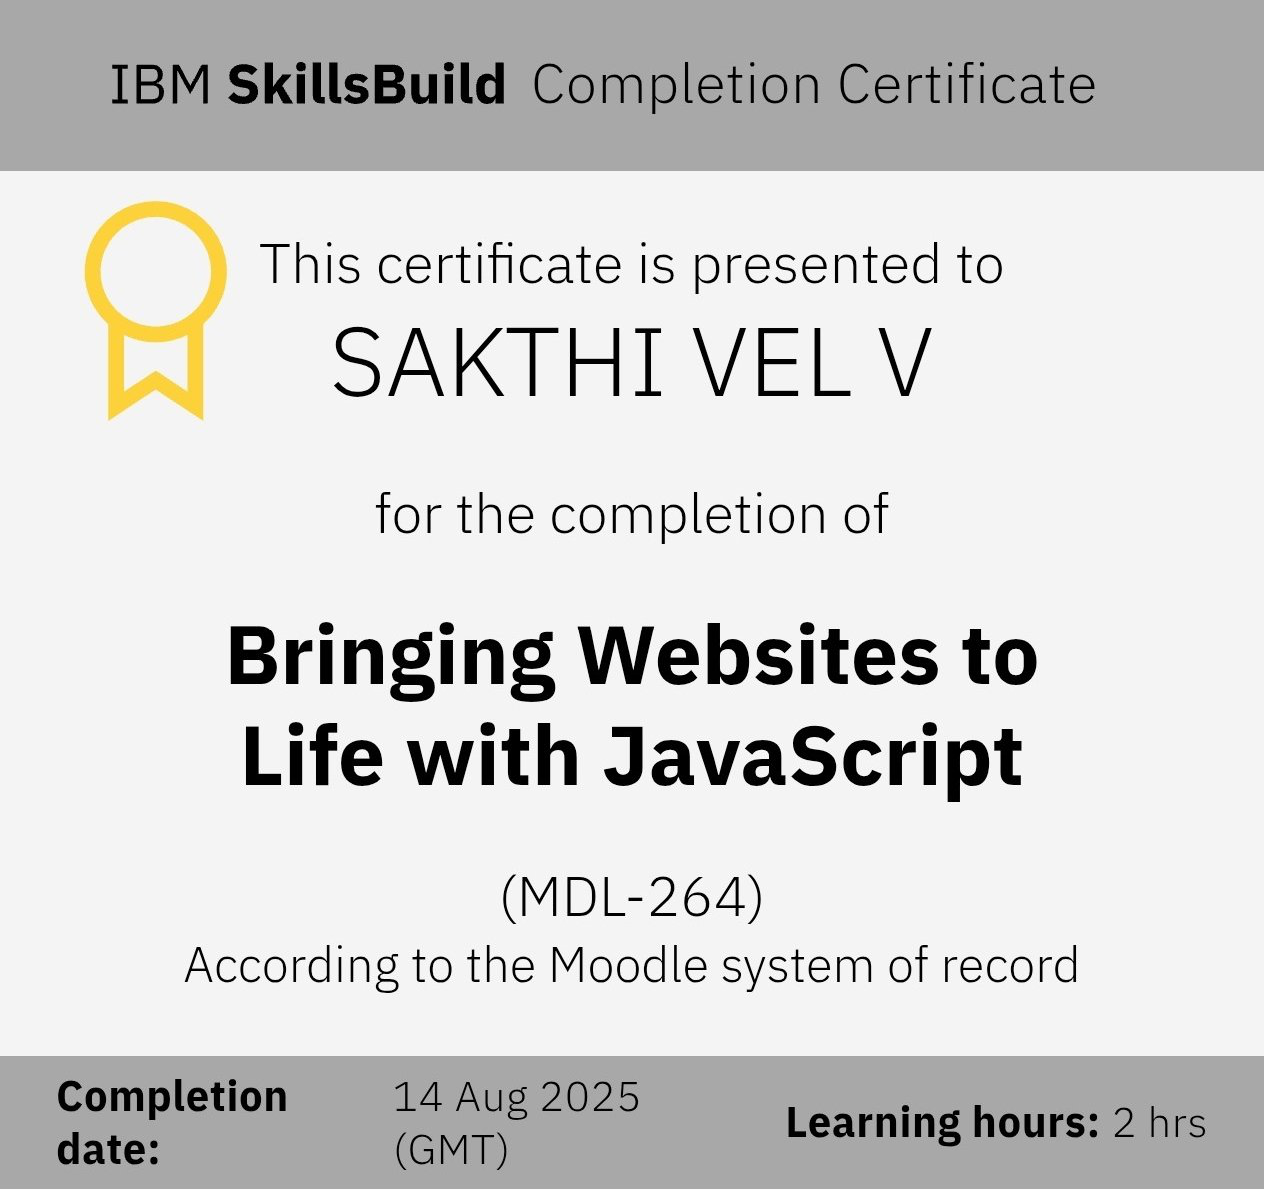 IBM SkillsBuild Completion Certificate
This certificate is presented to
SAKTHI VEL V
for the completion of
Bringing Websites to
Life with JavaScript
(MDL-264)
According to the Moodle system of record
Completion date: 14 Aug 2025 (GMT)
Learning hours: 2 hrs